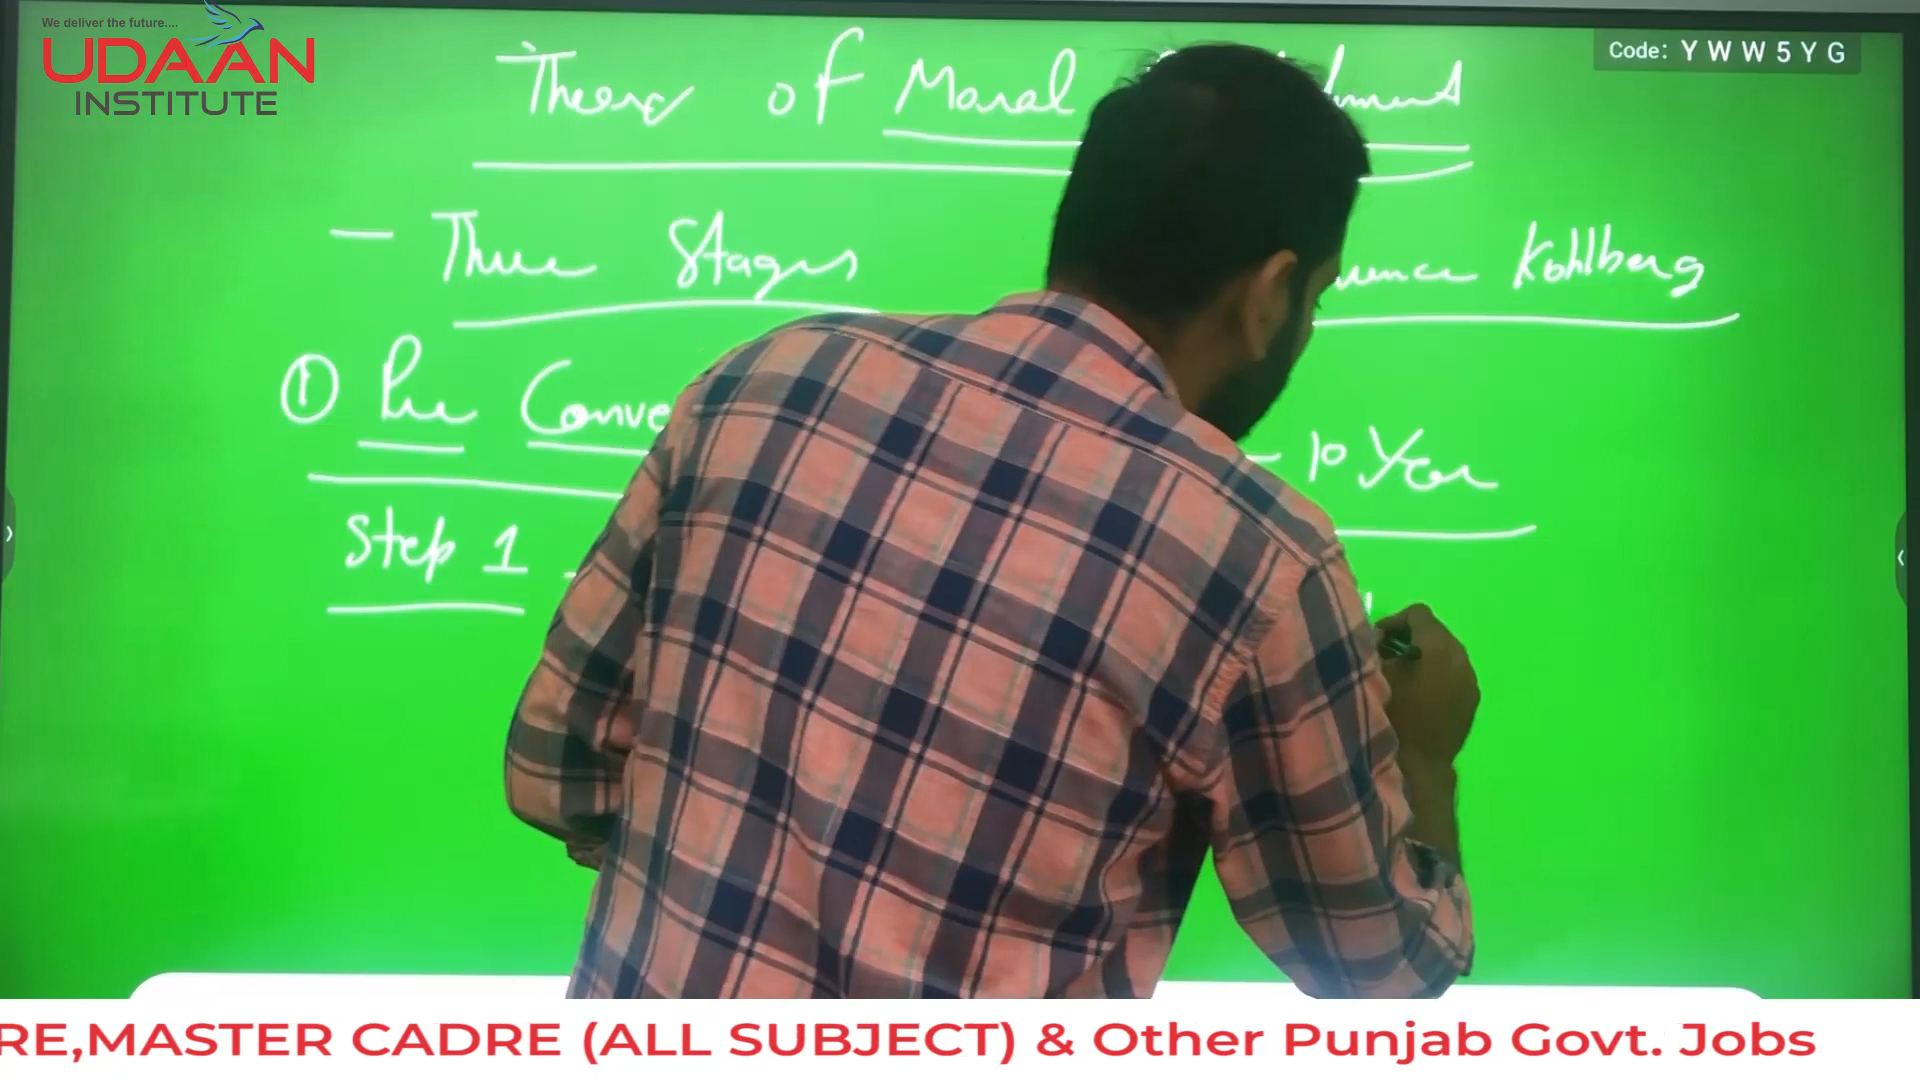 We deliver the future....
UDAAN
INSTITUTE
Code: YWW5YG
Theory of Moral
Three Stages Kohlberg
① Pre Conve
- 10 Year
Step 1 -
RE,MASTER CADRE (ALL SUBJECT) & Other Punjab Govt. Jobs